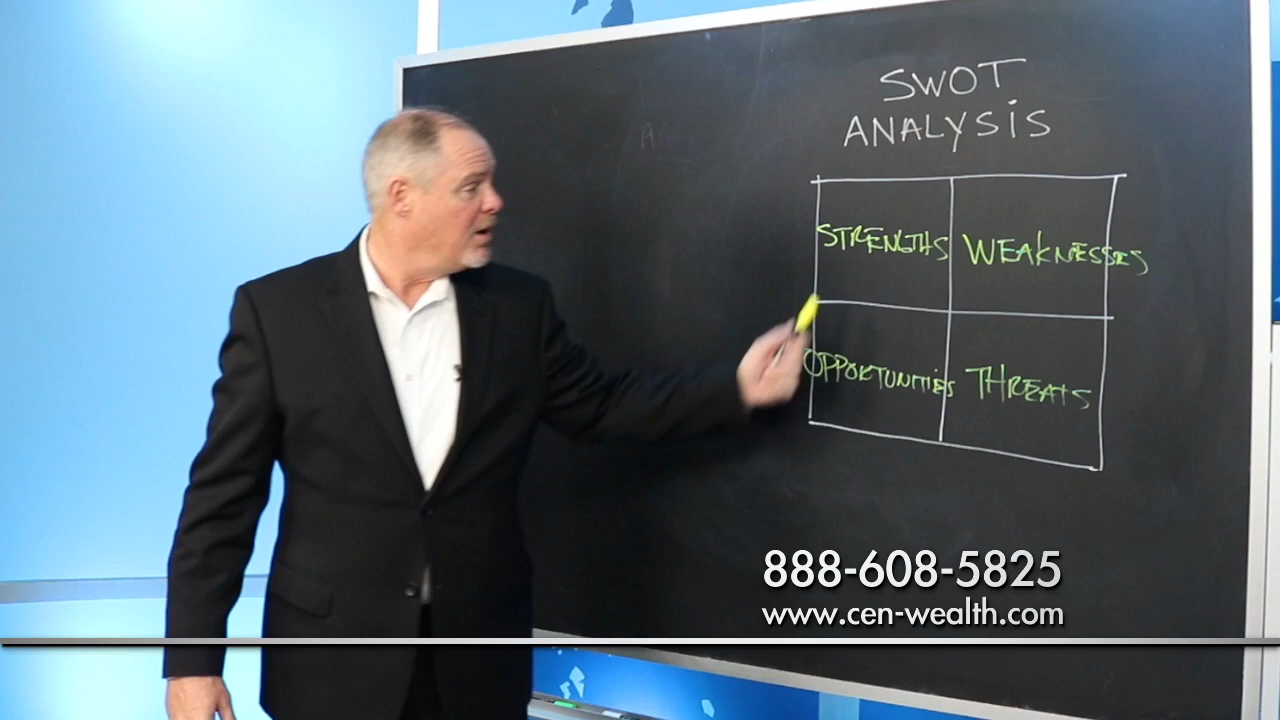 SWOT
ANALYSIS
STRENGTHS WEAKNESSES
OPPORTUNITIES THREATS
888-608-5825
www.cen-wealth.com